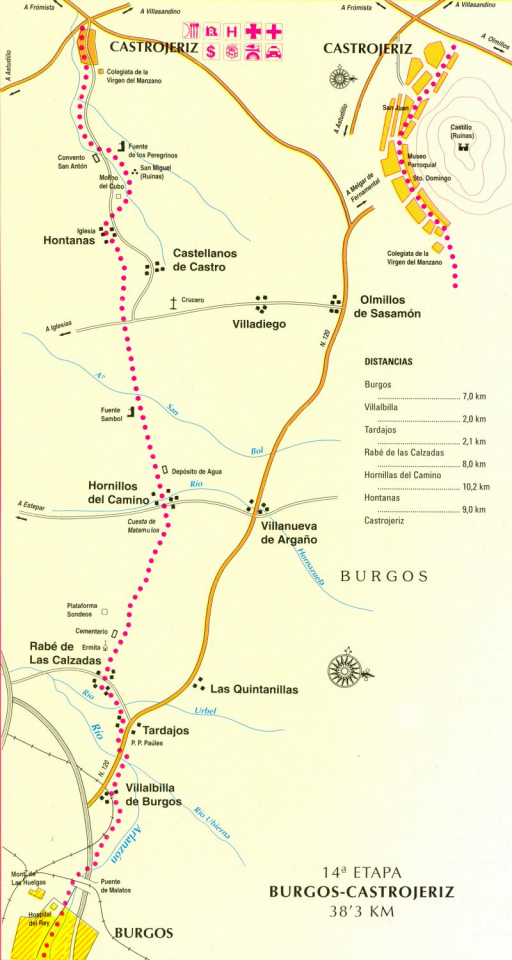 A Frómista
A Villasandino
A Frómista
A Villasandino
CASTROJERIZ
H
$
CASTROJERIZ
A Olmillos
A Astudillo
Colegiata de la
Virgen del Manzano
A Astudillo
San Juan
Castillo
(Ruinas)
Fuente
de los Peregrinos
Convento
San Antón
San Miguel
(Ruinas)
Molino
del Cubo
Museo
Parroquial
Sto. Domingo
A Melgar de
Fernamental
Iglesia
Hontanas
Castellanos
de Castro
Colegiata de la
Virgen del Manzano
Crucero
Olmillos
de Sasamón
Villadiego
A Iglesias
N. 120
DISTANCIAS
Burgos
7,0 km
Villalbilla
2,0 km
Tardajos
2,1 km
Rabé de las Calzadas
8,0 km
Hornillas del Camino
10,2 km
Hontanas
9,0 km
Castrojeriz
Aº
San
Bol
Fuente
Sambol
Depósito de Agua
Hornillos
del Camino
Río
A Estepar
Cuesta de
Matamulos
Villanueva
de Argaño
Hornazuela
BURGOS
Plataforma
Sondeos
Cementerio
Ermita
Rabé de
Las Calzadas
Las Quintanillas
Río
Urbel
Río
Tardajos
P. P. Paúles
N. 120
Villalbilla
de Burgos
Río Ubierna
Arlanzón
Mont. de
Las Huelgas
Puente
de Malatos
Hospital
del Rey
BURGOS
14ª ETAPA
BURGOS-CASTROJERIZ
38'3 KM